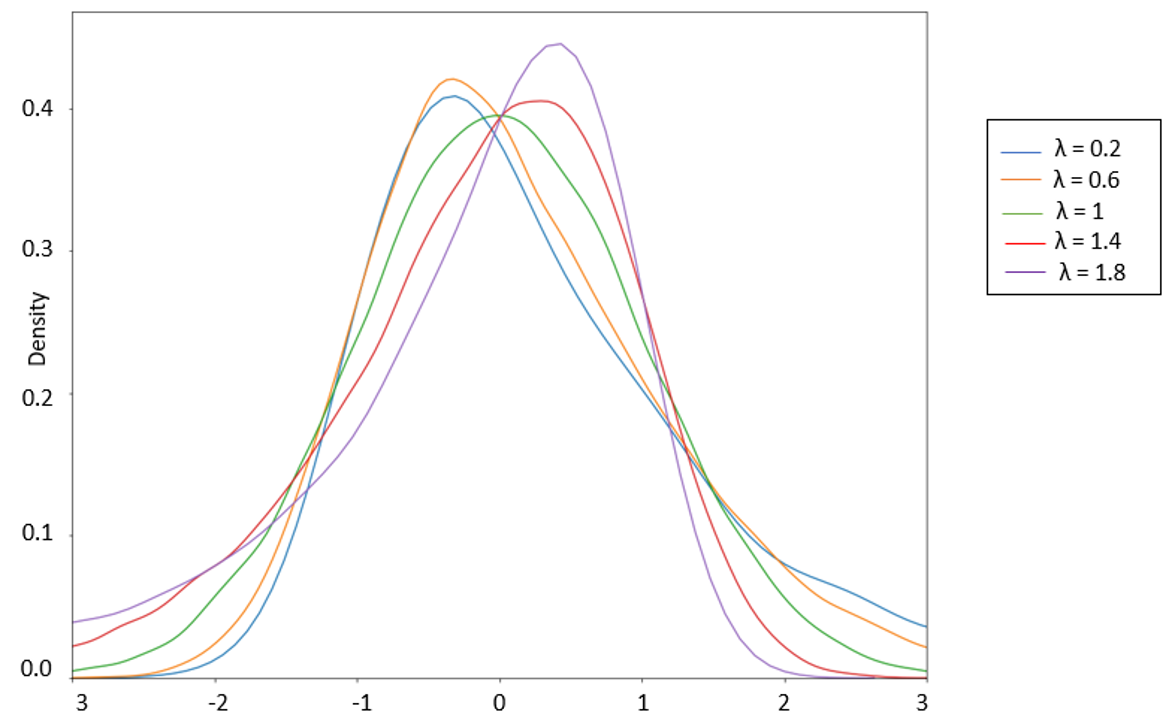 0.4
0.3
0.2
0.1
0.0
Density
3 -2 -1 0 1 2 3
λ = 0.2
λ = 0.6
λ = 1
λ = 1.4
λ = 1.8